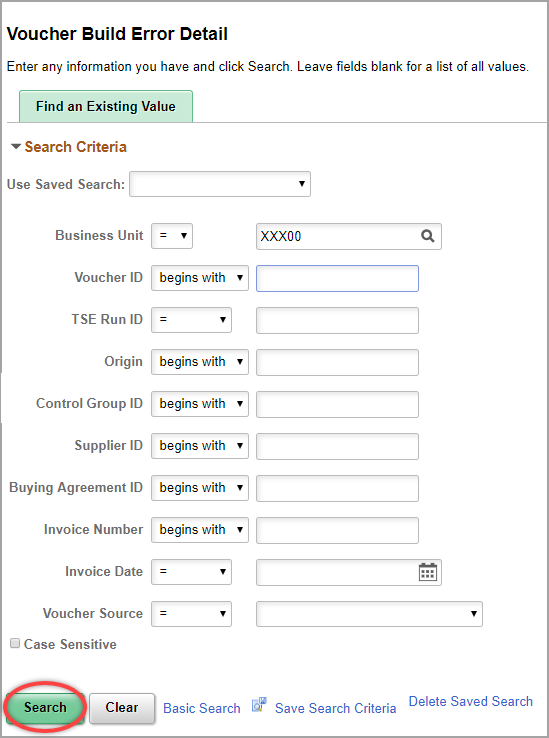 Voucher Build Error Detail
Enter any information you have and click Search. Leave fields blank for a list of all values.
Find an Existing Value
Search Criteria
Use Saved Search:
Business Unit = XXX00
Voucher ID begins with
TSE Run ID =
Origin begins with
Control Group ID begins with
Supplier ID begins with
Buying Agreement ID begins with
Invoice Number begins with
Invoice Date =
Voucher Source =
Case Sensitive
Search Clear Basic Search Save Search Criteria Delete Saved Search